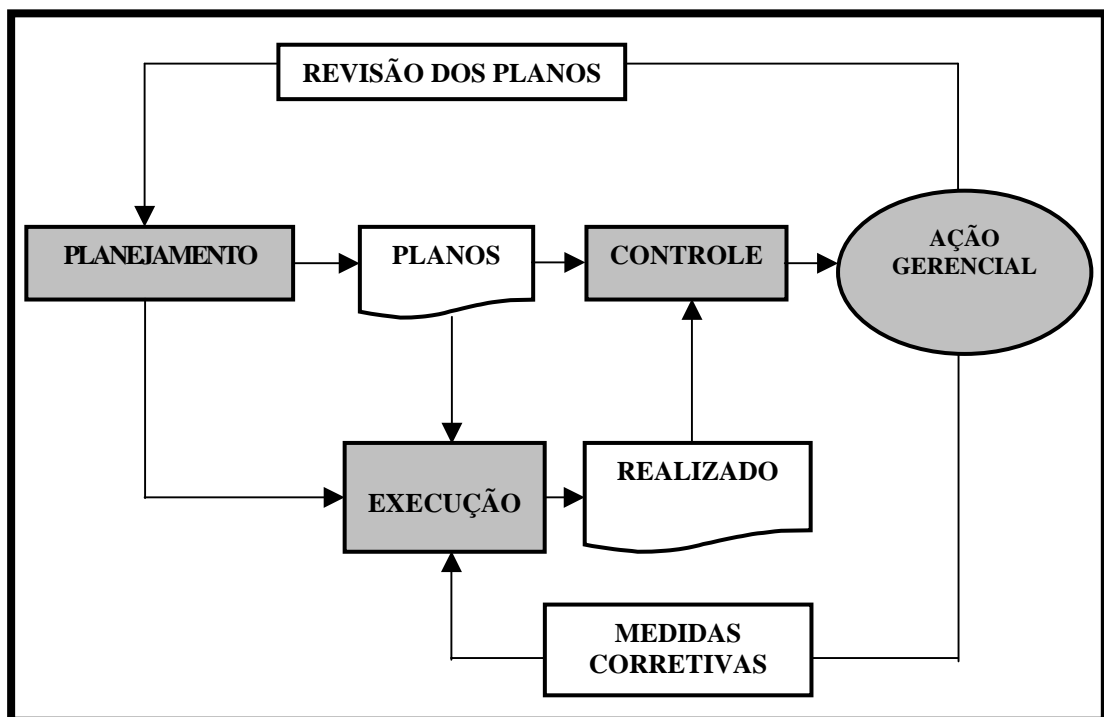 REVISÃO DOS PLANOS
PLANEJAMENTO
PLANOS
CONTROLE
AÇÃO
GERENCIAL
EXECUÇÃO
REALIZADO
MEDIDAS
CORRETIVAS